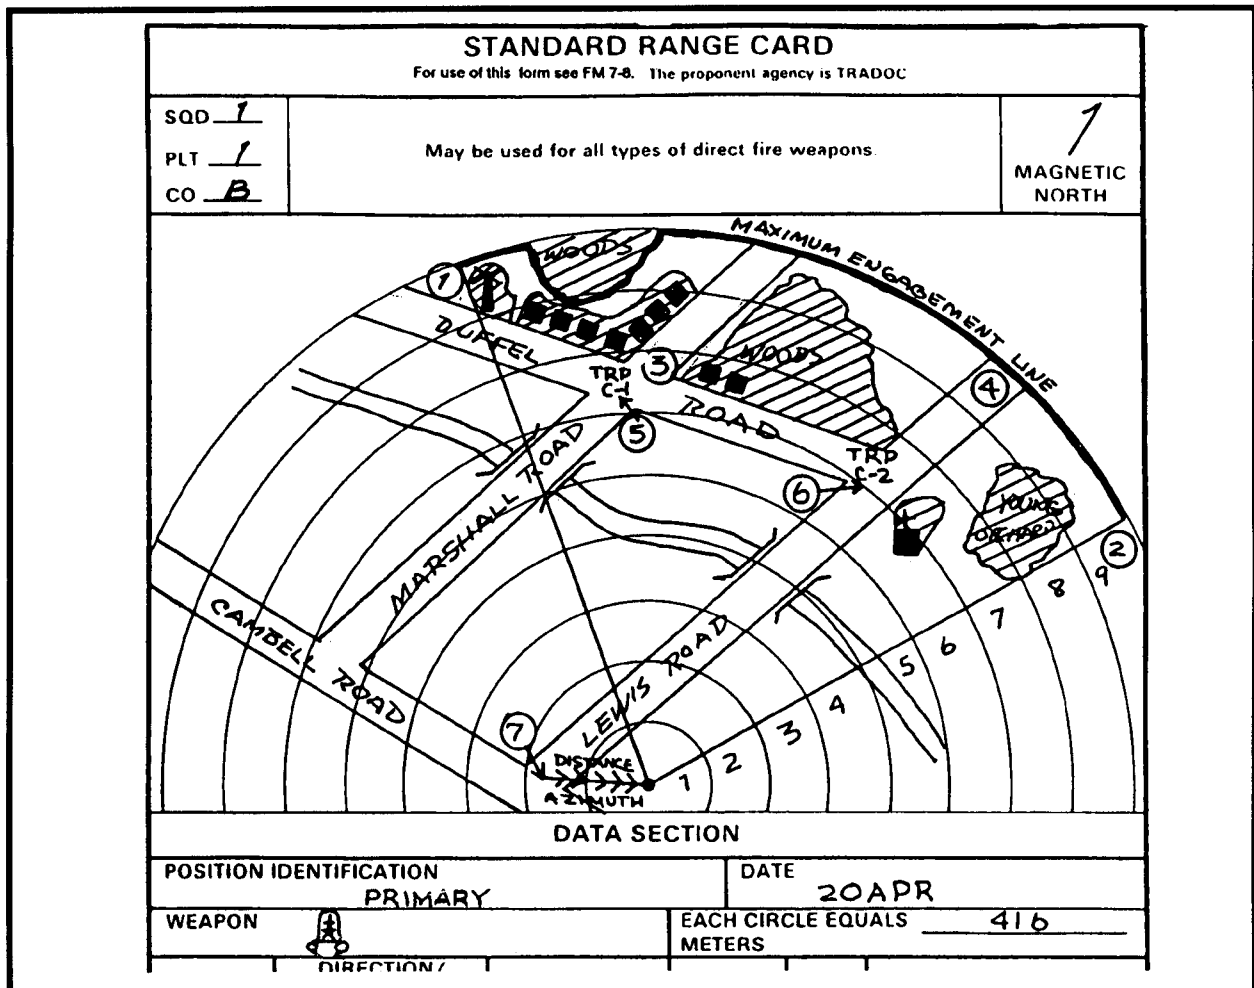 STANDARD RANGE CARD
For use of this form see FM 7-8. The proponent agency is TRADOC
SQD 1
PLT 1
CO B
May be used for all types of direct fire weapons.
MAGNETIC
NORTH
MAXIMUM ENGAGEMENT LINE
WOODS
1
DUFFEL
WOODS
TRP
C-1
3
4
ROAD
5
TRP
C-2
6
YOUNG
ORCHARD
2
MARSHALL ROAD
CAMBELL ROAD
LEWIS ROAD
7
DISTANCE
AZIMUTH
1 2 3 4 5 6 7 8 9
DATA SECTION
POSITION IDENTIFICATION
PRIMARY
DATE
20 APR
WEAPON
EACH CIRCLE EQUALS 416
METERS
DIRECTION/